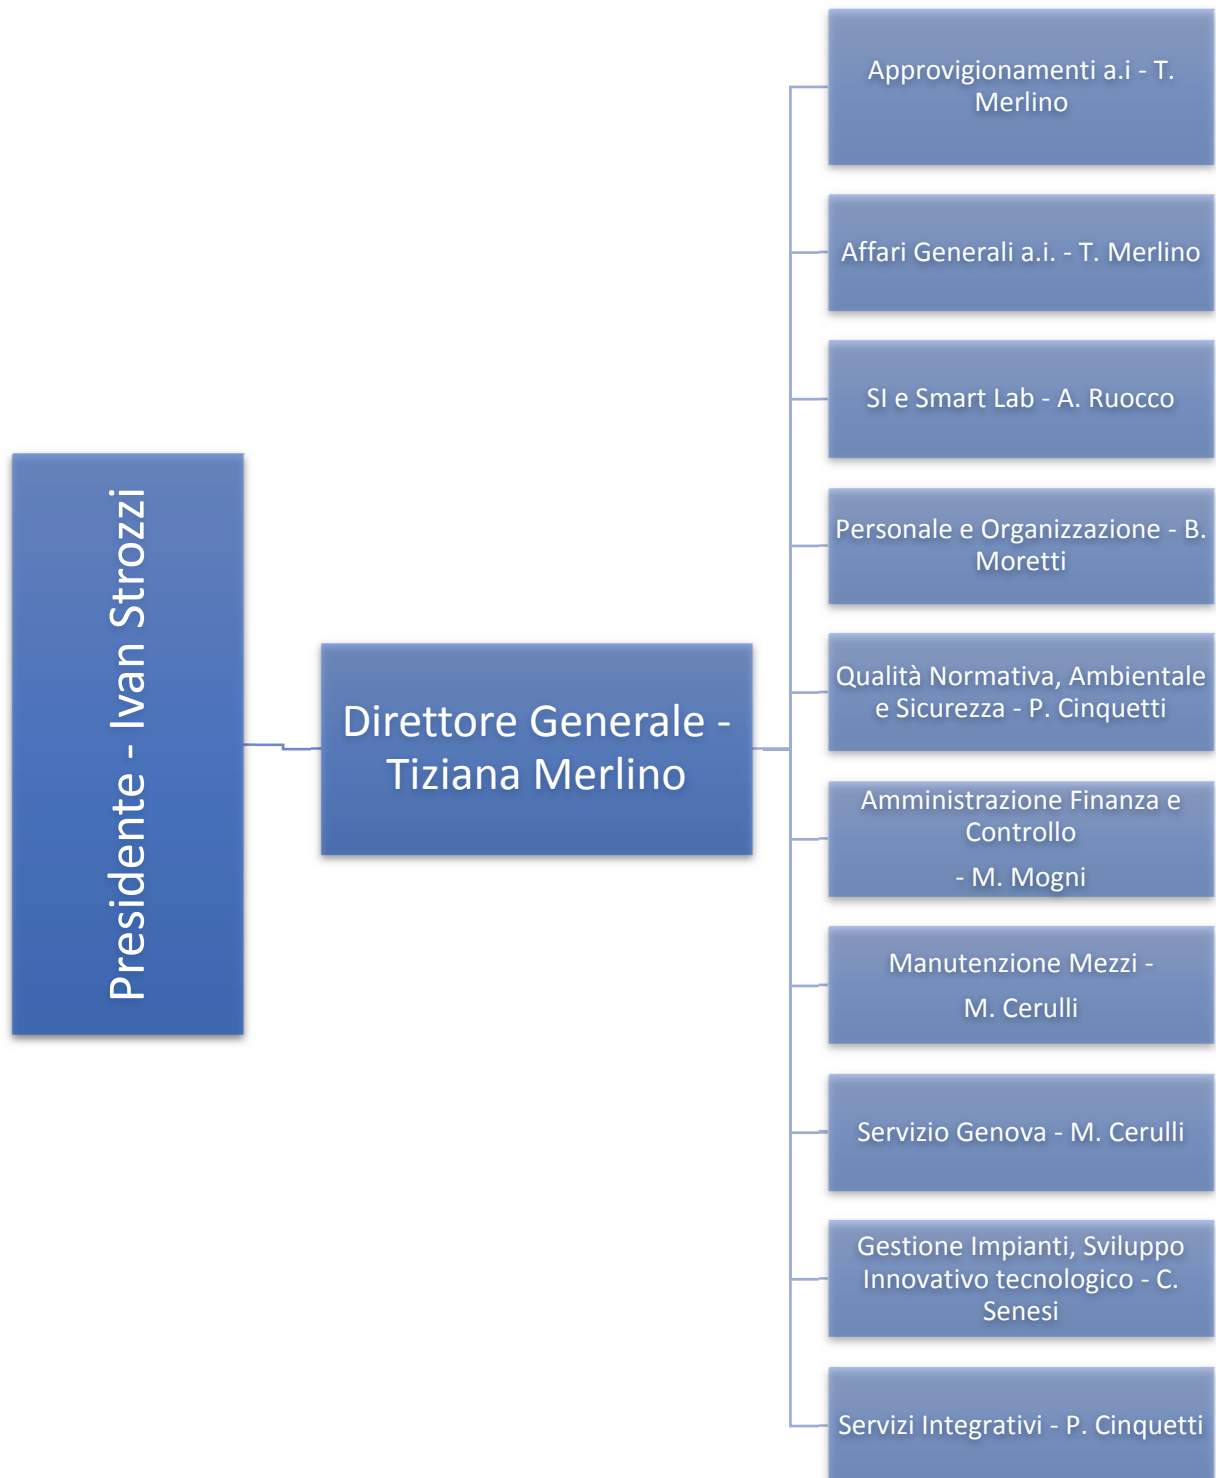 Presidente - Ivan Strozzi
Direttore Generale -
Tiziana Merlino
Approvigionamenti a.i - T.
Merlino
Affari Generali a.i. - T. Merlino
SI e Smart Lab - A. Ruocco
Personale e Organizzazione - B.
Moretti
Qualità Normativa, Ambientale
e Sicurezza - P. Cinquetti
Amministrazione Finanza e
Controllo
- M. Mogni
Manutenzione Mezzi -
M. Cerulli
Servizio Genova - M. Cerulli
Gestione Impianti, Sviluppo
Innovativo tecnologico - C.
Senesi
Servizi Integrativi - P. Cinquetti